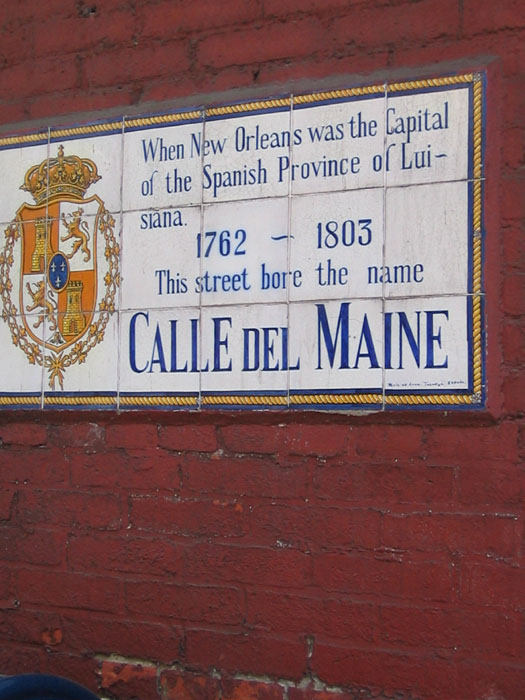 When New Orleans was the Capital
of the Spanish Province of Lui-
siana.
1762 ~ 1803
This street bore the name
CALLE DEL MAINE